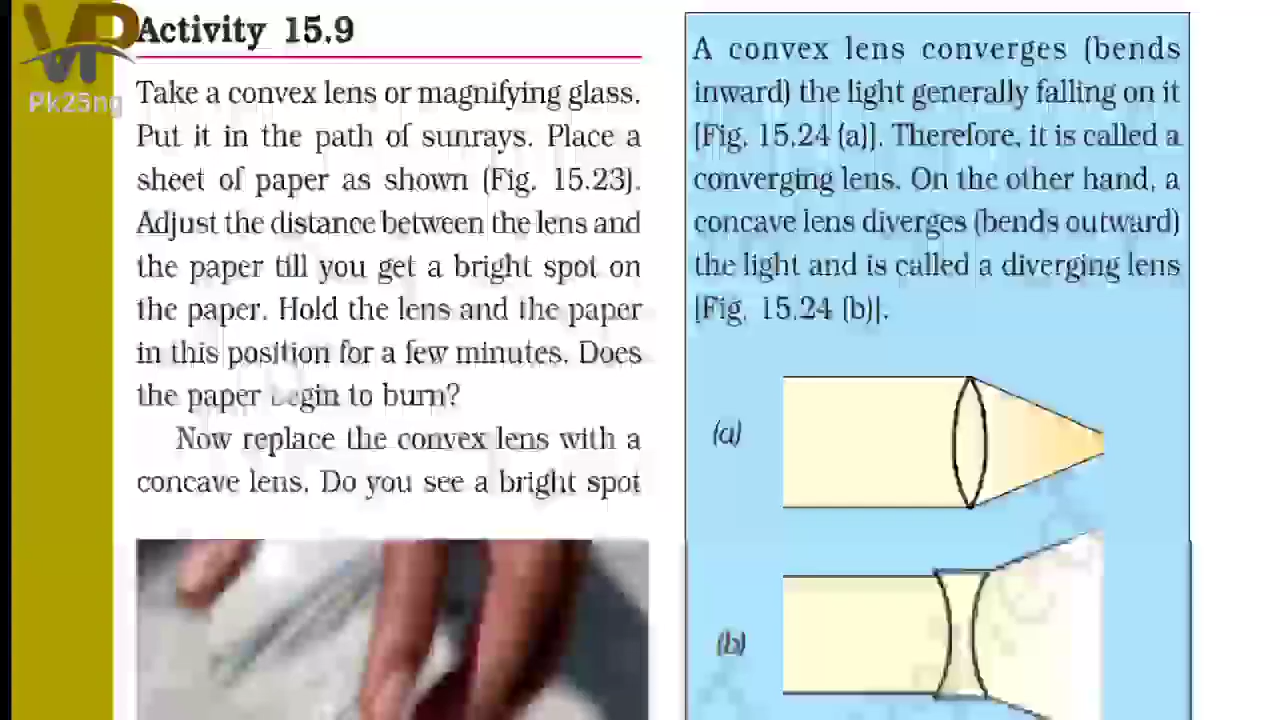 VP
Pk25ng
Activity 15.9
Take a convex lens or magnifying glass.
Put it in the path of sunrays. Place a
sheet of paper as shown (Fig. 15.23).
Adjust the distance between the lens and
the paper till you get a bright spot on
the paper. Hold the lens and the paper
in this position for a few minutes. Does
the paper begin to burn?
Now replace the convex lens with a
concave lens. Do you see a bright spot
A convex lens converges (bends
inward) the light generally falling on it
[Fig. 15.24 (a)]. Therefore, it is called a
converging lens. On the other hand, a
concave lens diverges (bends outward)
the light and is called a diverging lens
[Fig. 15.24 (b)].
(a)
(b)